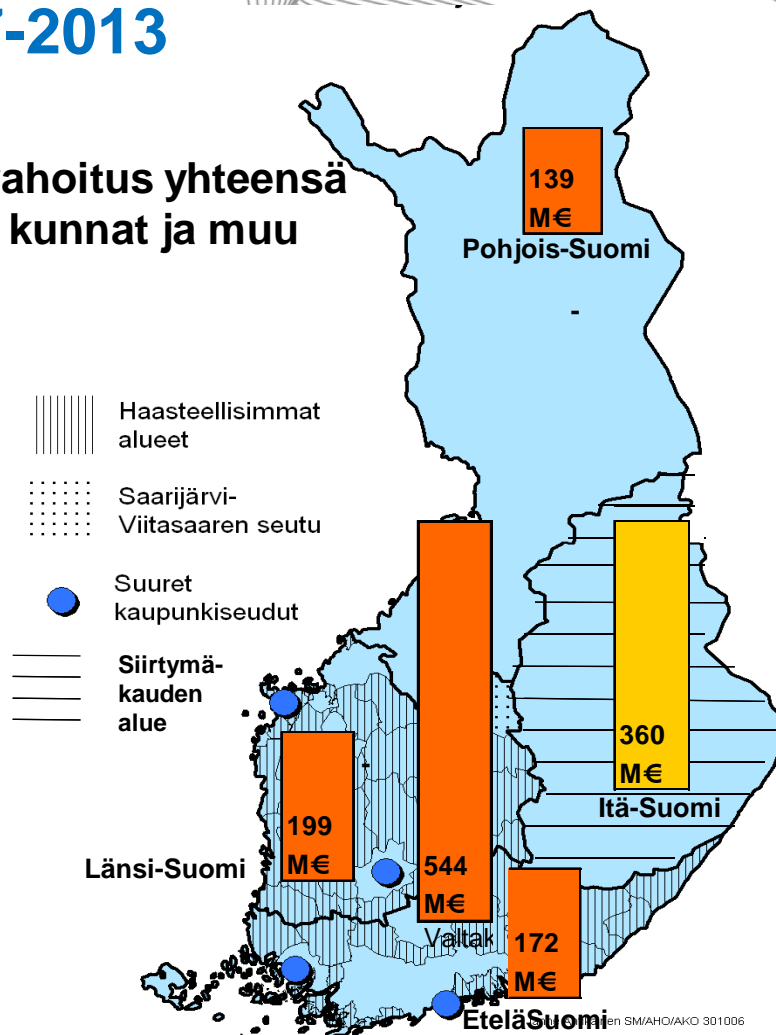 -2013
ahoitus yhteensä
kunnat ja muu
139
M€
Pohjois-Suomi
-
Haasteellisimmat
alueet
Saarijärvi-
Viitasaaren seutu
Suuret
kaupunkiseudut
Siirtymä-
kauden
alue
360
M€
Itä-Suomi
199
M€
Länsi-Suomi
-
544
M€
Valtak
172
M€
EteläSuomi
SM/AHO/AKO 301006